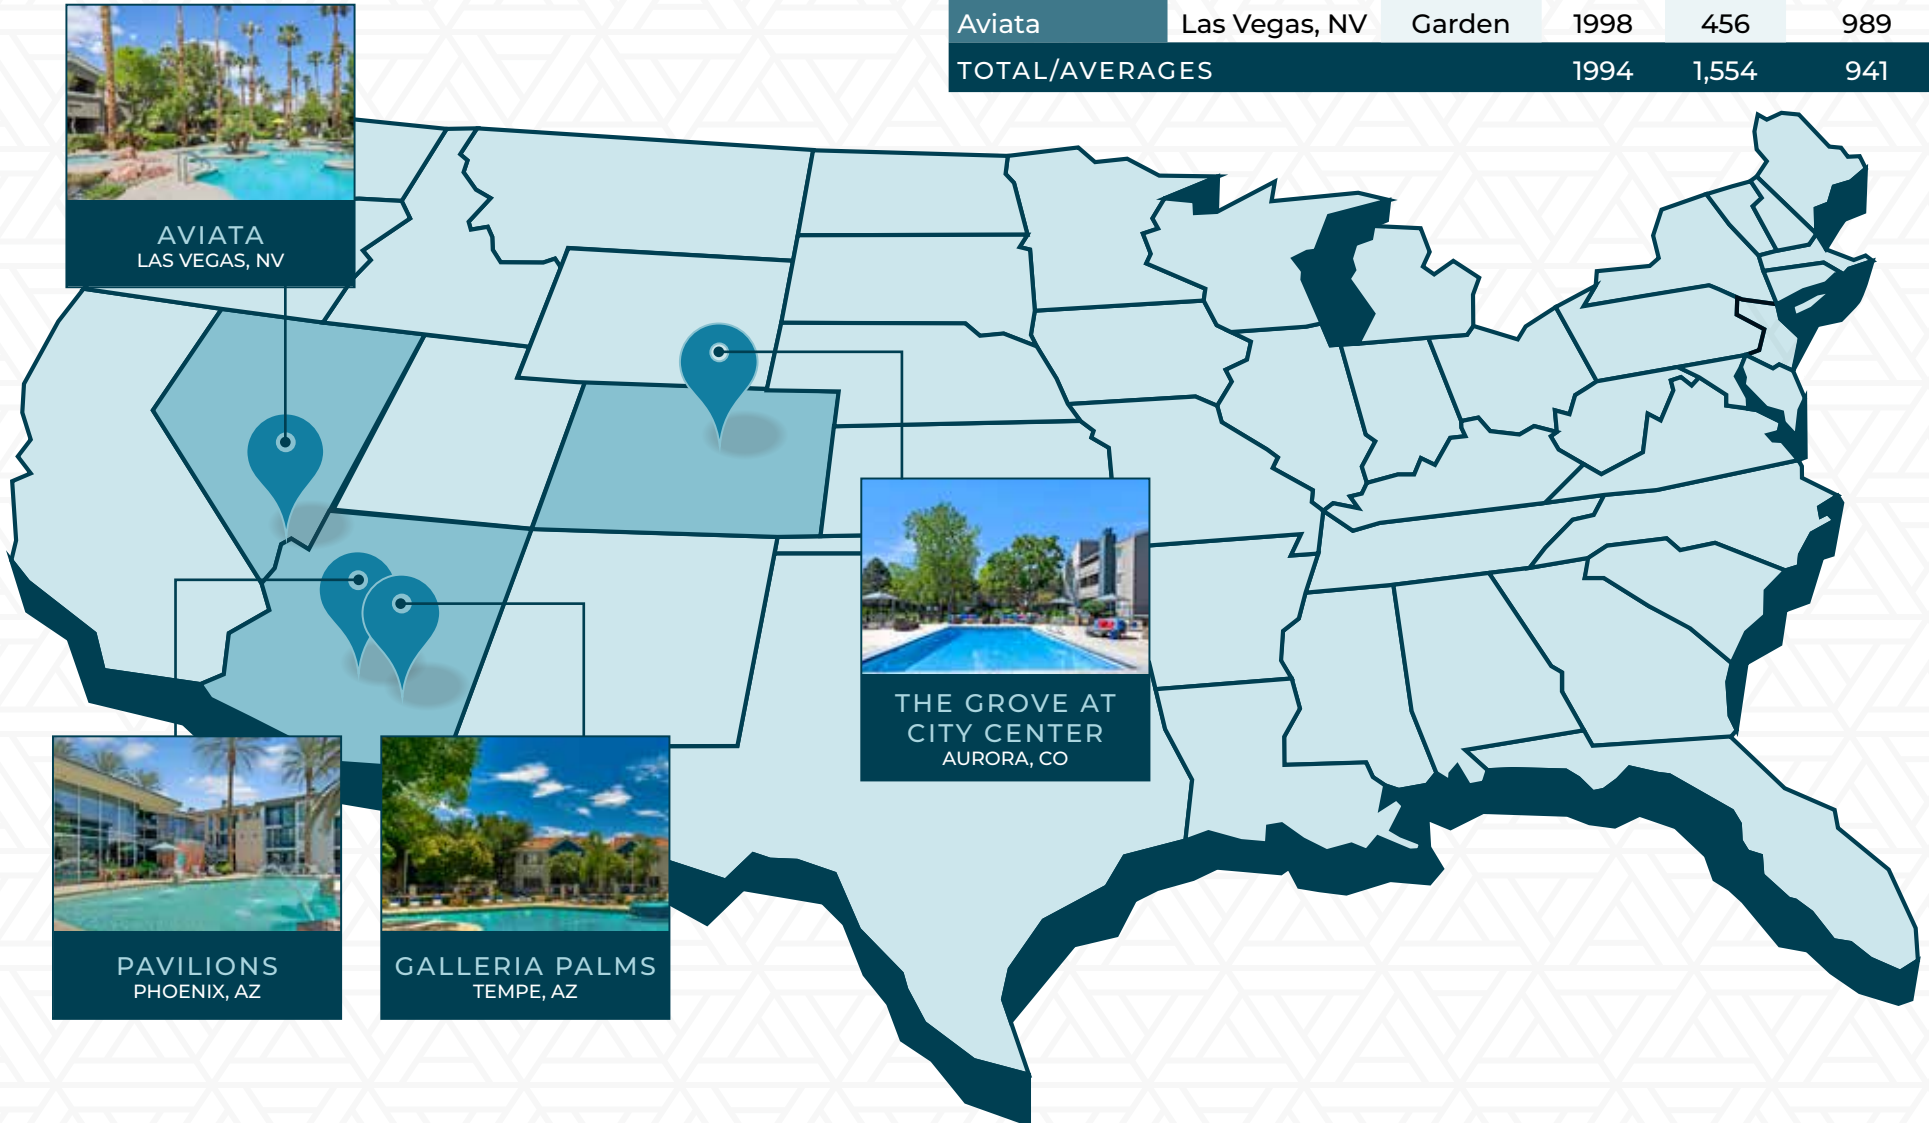 Aviata Las Vegas, NV Garden 1998 456 989
TOTAL/AVERAGES 1994 1,554 941
AVIATA
LAS VEGAS, NV
THE GROVE AT
CITY CENTER
AURORA, CO
PAVILIONS
PHOENIX, AZ
GALLERIA PALMS
TEMPE, AZ